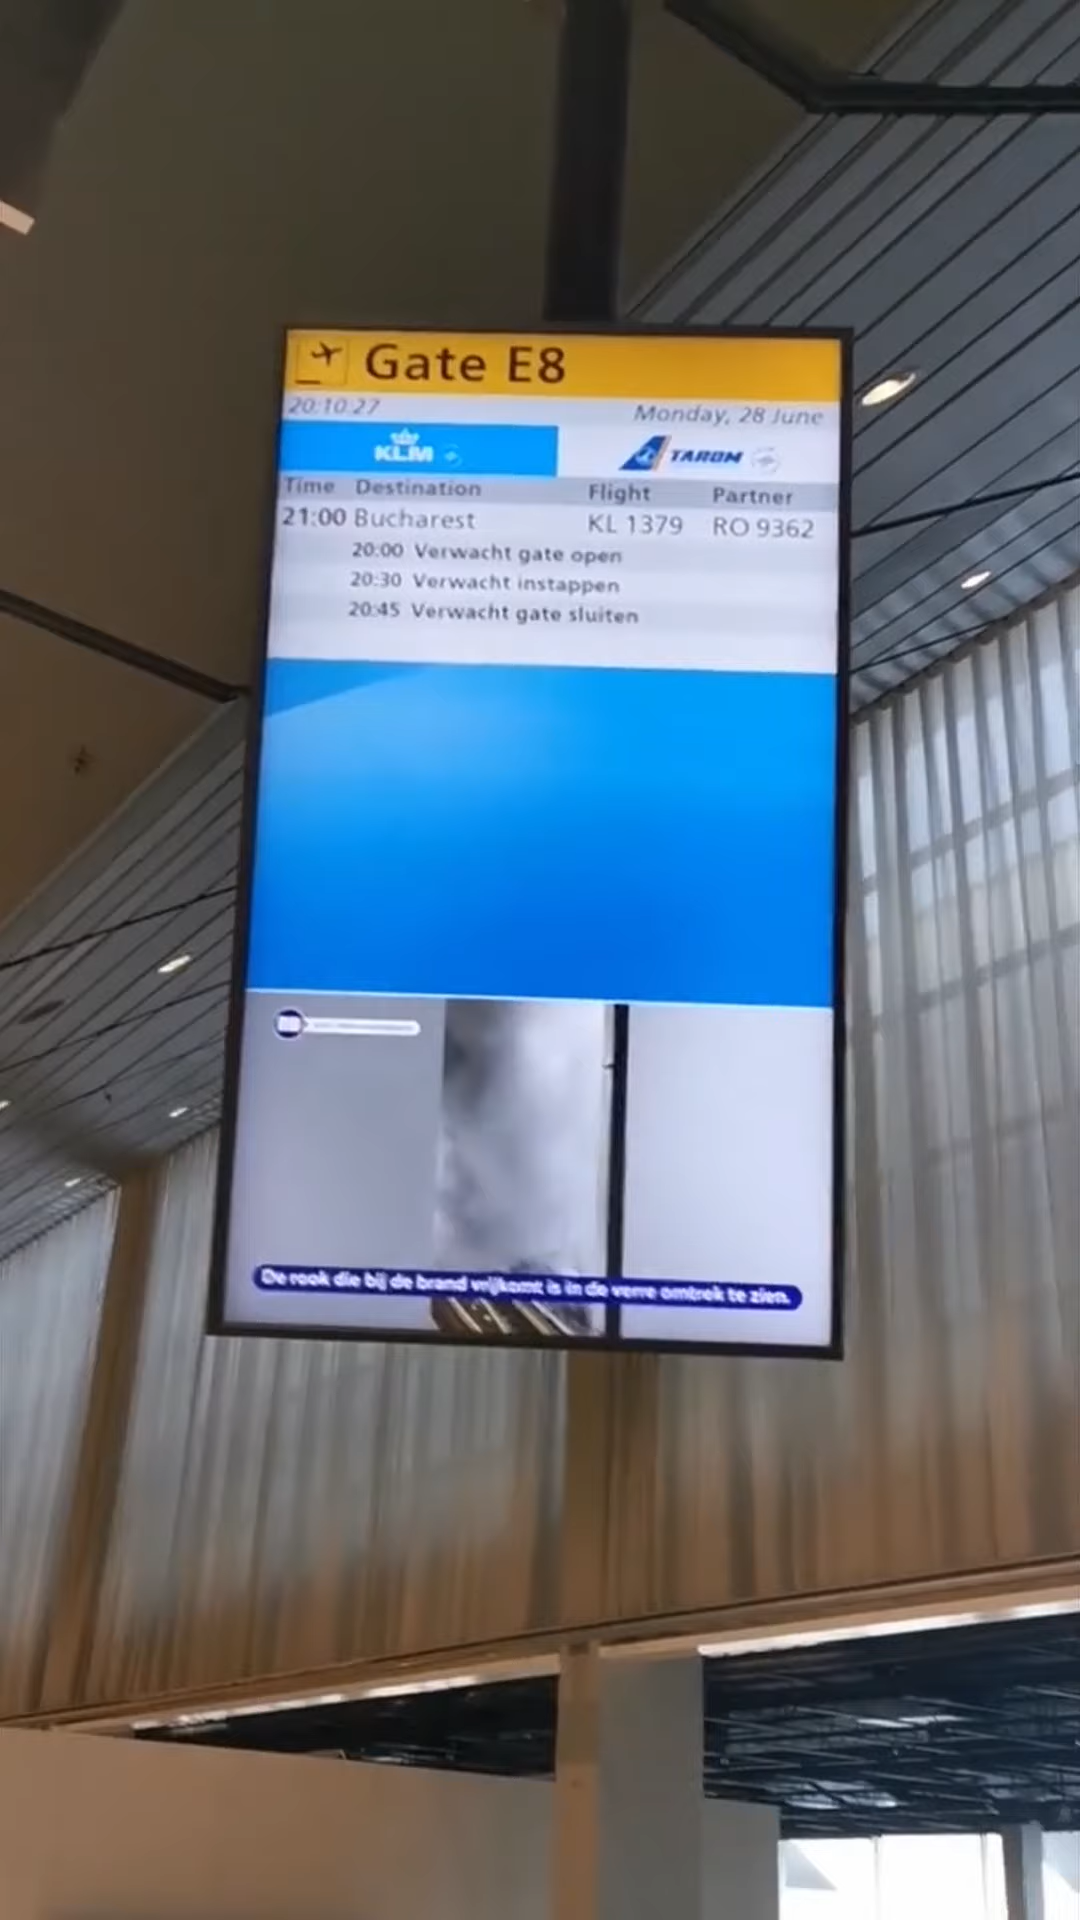 Gate E8
20:10:27 Monday, 28 June
KLM TAROM
Time Destination Flight Partner
21:00 Bucharest KL 1379 RO 9362
20:00 Verwacht gate open
20:30 Verwacht instappen
20:45 Verwacht gate sluiten
De rook die bij de brand vrijkomt is in de verre omtrek te zien.